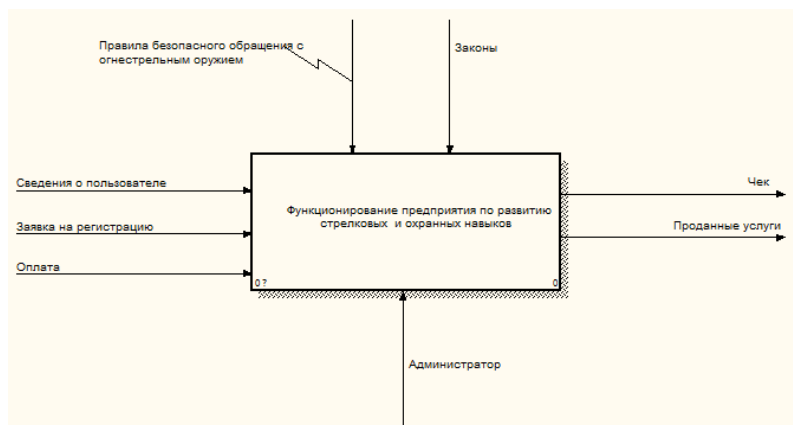 Правила безопасного обращения с
огнестрельным оружием
Законы
Сведения о пользователе
Заявка на регистрацию
Оплата
Функционирование предприятия по развитию
стрелковых и охранных навыков
0 ?
0
Чек
Проданные услуги
Администратор